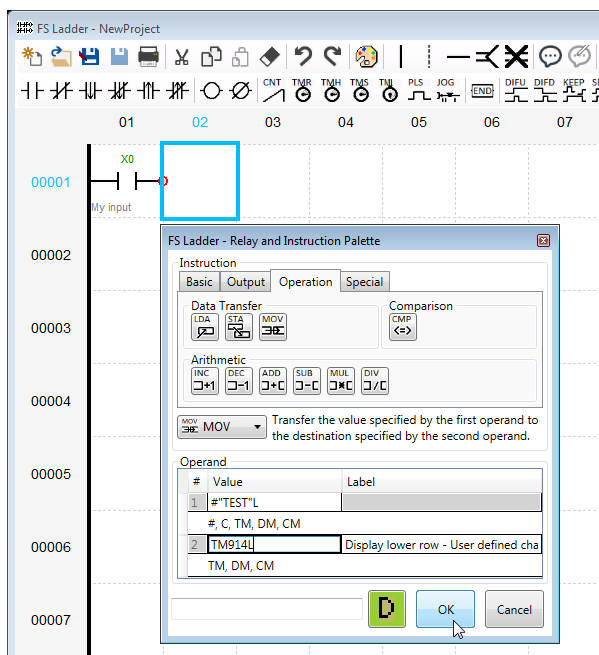 FS Ladder - NewProject
CNT TMR TMH TMS TMU PLS JOG END DIFU DIFD KEEP
01 02 03 04 05 06 07
X0
00001
My input
FS Ladder - Relay and Instruction Palette
00002
Instruction
Basic Output Operation Special
Data Transfer Comparison
LDA STA MOV CMP
<=>
00003
Arithmetic
INC DEC ADD SUB MUL DIV
00004
MOV MOV Transfer the value specified by the first operand to
the destination specified by the second operand.
Operand
00005
# Value Label
1 #"TEST"L
#, C, TM, DM, CM
00006
2 TM914L Display lower row - User defined cha
TM, DM, CM
D OK Cancel
00007